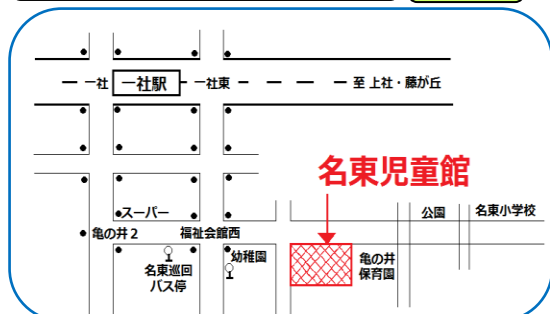 一社
一社駅
一社東
至 上社・藤が丘
名東児童館
スーパー
公園
名東小学校
亀の井2
福祉会館西
名東巡回
バス停
幼稚園
亀の井
保育園